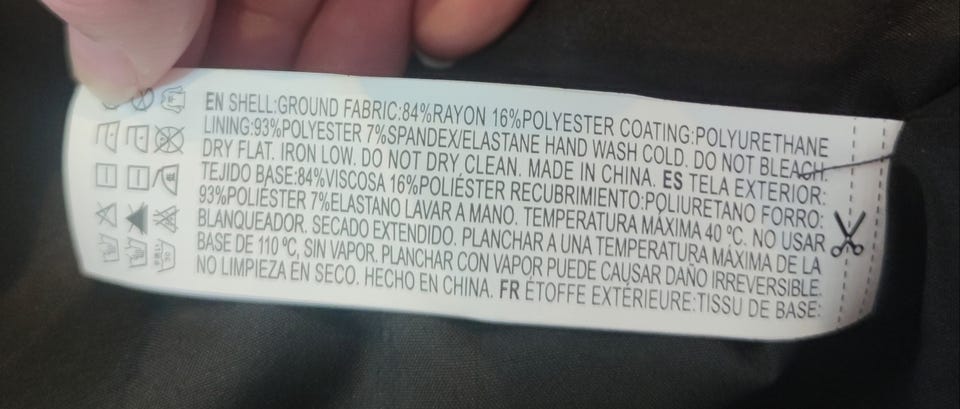 EN SHELL:GROUND FABRIC:84%RAYON 16%POLYESTER COATING:POLYURETHANE
LINING:93%POLYESTER 7%SPANDEX/ELASTANE HAND WASH COLD. DO NOT BLEACH.
DRY FLAT. IRON LOW. DO NOT DRY CLEAN. MADE IN CHINA. ES TELA EXTERIOR:
TEJIDO BASE:84%VISCOSA 16%POLIÉSTER RECUBRIMIENTO:POLIURETANO FORRO:
93%POLIÉSTER 7%ELASTANO LAVAR A MANO. TEMPERATURA MÁXIMA 40 ºC. NO USAR
BLANQUEADOR. SECADO EXTENDIDO. PLANCHAR A UNA TEMPERATURA MÁXIMA DE LA
BASE DE 110 ºC, SIN VAPOR. PLANCHAR CON VAPOR PUEDE CAUSAR DAÑO IRREVERSIBLE.
NO LIMPIEZA EN SECO. HECHO EN CHINA. FR ÉTOFFE EXTÉRIEURE:TISSU DE BASE: